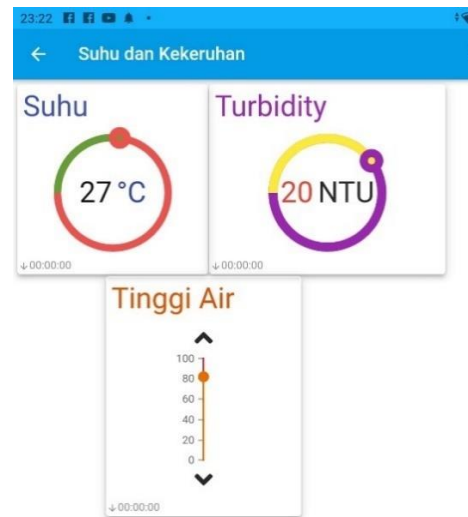 23:22
Suhu dan Kekeruhan
Suhu
27 °C
↓00:00:00
Turbidity
20 NTU
↓00:00:00
Tinggi Air
100
80
60
40
20
0
↓00:00:00